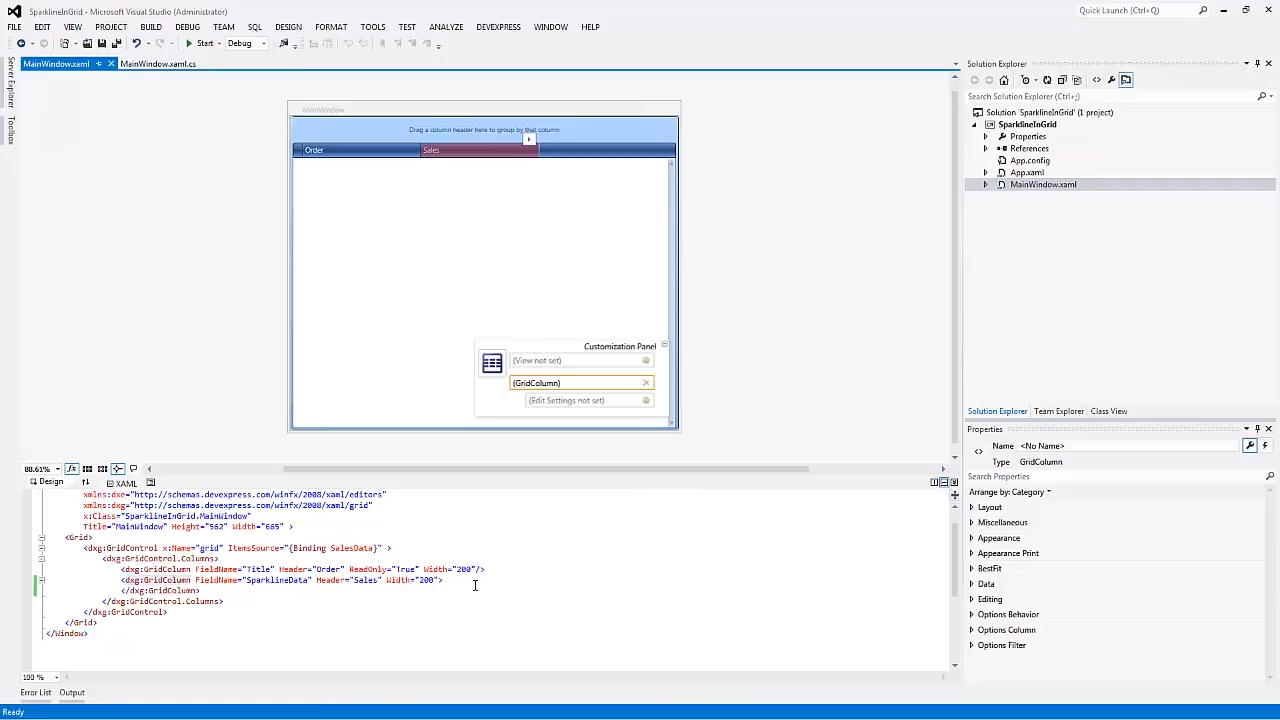 SparklineInGrid - Microsoft Visual Studio (Administrator)
Quick Launch (Ctrl+Q)
FILE EDIT VIEW PROJECT BUILD DEBUG TEAM SQL DESIGN FORMAT TOOLS TEST ANALYZE DEVEXPRESS WINDOW HELP
Start Debug
Server Explorer
Toolbox
MainWindow.xaml MainWindow.xaml.cs
MainWindow
Drag a column header here to group by that column
Order Sales
Customization Panel
(View not set)
(GridColumn)
(Edit Settings not set)
88.61%
Design XAML
xmlns:dxe="http://schemas.devexpress.com/winfx/2008/xaml/editors"
xmlns:dxg="http://schemas.devexpress.com/winfx/2008/xaml/grid"
x:Class="SparklineInGrid.MainWindow"
Title="MainWindow" Height="562" Width="665" >
<Grid>
<dxg:GridControl x:Name="grid" ItemsSource="{Binding SalesData}" >
<dxg:GridControl.Columns>
<dxg:GridColumn FieldName="Title" Header="Order" ReadOnly="True" Width="200"/>
<dxg:GridColumn FieldName="SparklineData" Header="Sales" Width="200">
</dxg:GridColumn>
</dxg:GridControl.Columns>
</dxg:GridControl>
</Grid>
</Window>
100 %
Error List Output
Ready
Solution Explorer
Search Solution Explorer (Ctrl+;)
Solution 'SparklineInGrid' (1 project)
SparklineInGrid
Properties
References
App.config
App.xaml
MainWindow.xaml
Solution Explorer Team Explorer Class View
Properties
Name <No Name>
Type GridColumn
Search Properties
Arrange by: Category
Layout
Miscellaneous
Appearance
Appearance Print
BestFit
Data
Editing
Options Behavior
Options Column
Options Filter